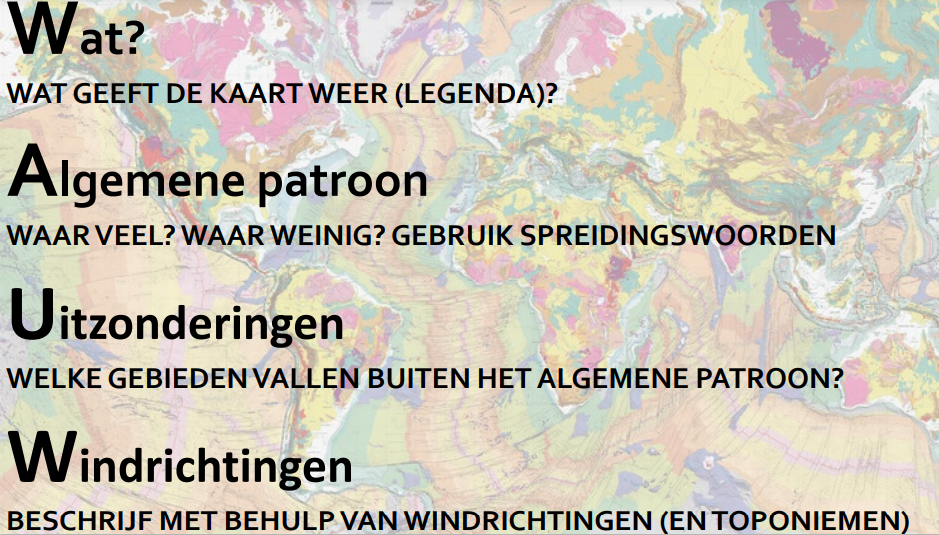 Wat?
WAT GEEFT DE KAART WEER (LEGENDA)?
Algemene patroon
WAAR VEEL? WAAR WEINIG? GEBRUIK SPREIDINGSWOORDEN
Uitzonderingen
WELKE GEBIEDEN VALLEN BUITEN HET ALGEMENE PATROON?
Windrichtingen
BESCHRIJF MET BEHULP VAN WINDRICHTINGEN (EN TOPONIEMEN)